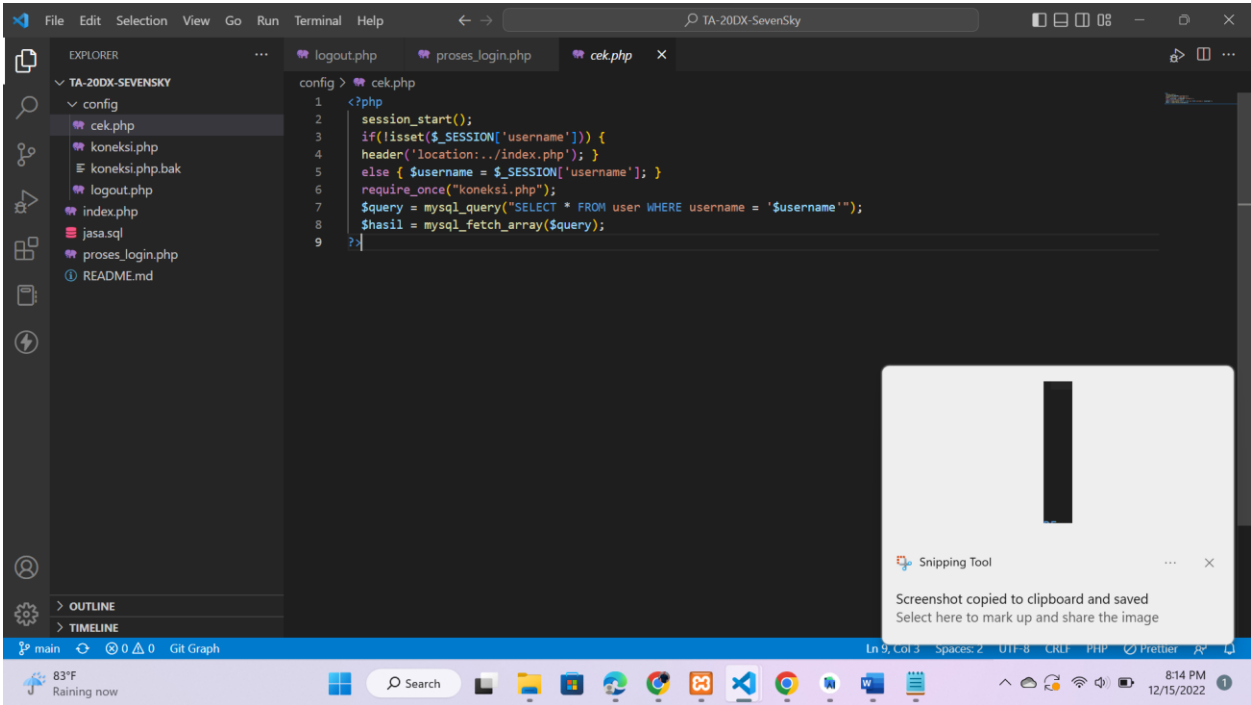 File Edit Selection View Go Run Terminal Help
TA-20DX-SevenSky
EXPLORER
logout.php
proses_login.php
cek.php
TA-20DX-SEVENSKY
config
cek.php
koneksi.php
koneksi.php.bak
logout.php
index.php
jasa.sql
proses_login.php
README.md
config > cek.php
1 <?php
2 session_start();
3 if(!isset($_SESSION['username'])) {
4 header('location:../index.php'); }
5 else { $username = $_SESSION['username']; }
6 require_once("koneksi.php");
7 $query = mysql_query("SELECT * FROM user WHERE username = '$username'");
8 $hasil = mysql_fetch_array($query);
9 ?>
Snipping Tool
Screenshot copied to clipboard and saved
Select here to mark up and share the image
OUTLINE
TIMELINE
main 0 0 Git Graph
Ln 9, Col 3 Spaces: 2 UTF-8 CRLF PHP Prettier
83°F
Raining now
Search
8:14 PM
12/15/2022
1